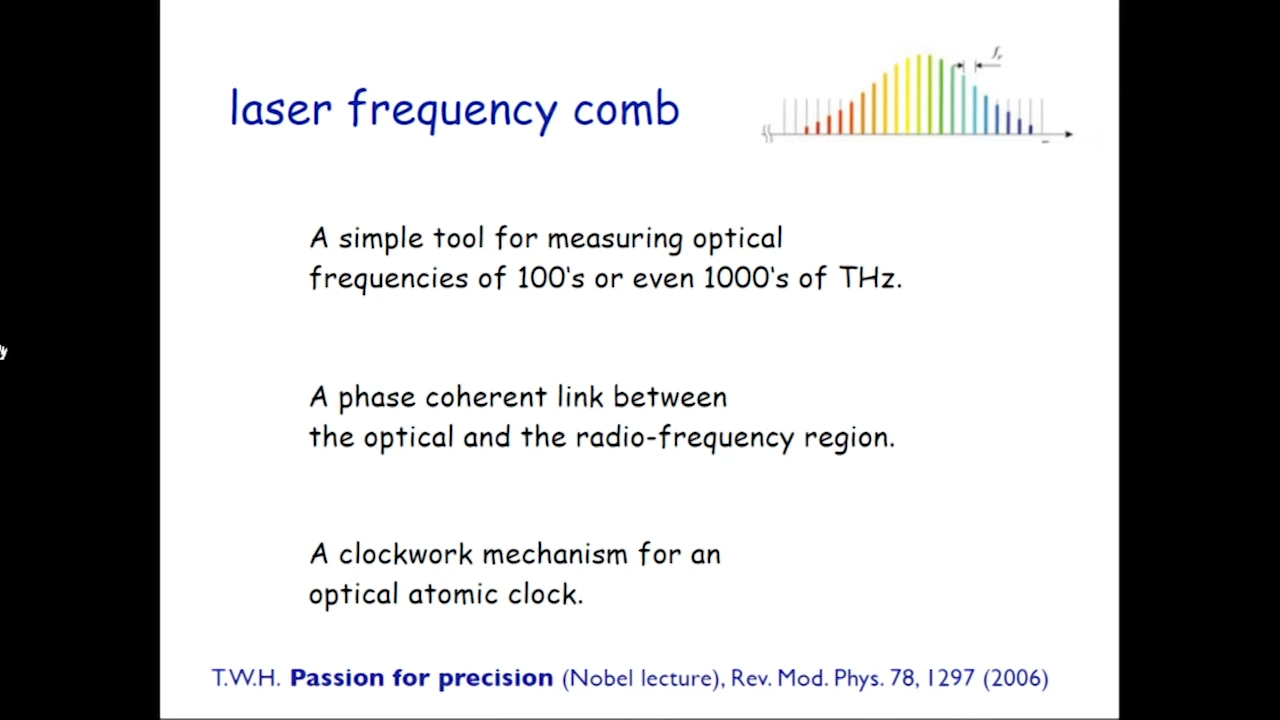 laser frequency comb
fr
A simple tool for measuring optical
frequencies of 100's or even 1000's of THz.
A phase coherent link between
the optical and the radio-frequency region.
A clockwork mechanism for an
optical atomic clock.
T.W.H. Passion for precision (Nobel lecture), Rev. Mod. Phys. 78, 1297 (2006)